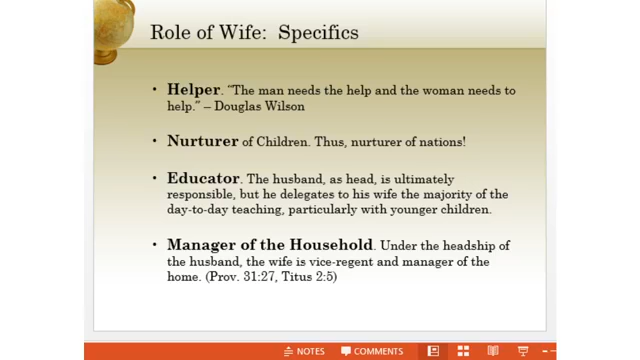 Role of Wife: Specifics
• Helper. “The man needs the help and the woman needs to
help.” – Douglas Wilson
• Nurturer of Children. Thus, nurturer of nations!
• Educator. The husband, as head, is ultimately
responsible, but he delegates to his wife the majority of the
day-to-day teaching, particularly with younger children.
• Manager of the Household. Under the headship of
the husband, the wife is vice-regent and manager of the
home. (Prov. 31:27, Titus 2:5)
NOTES COMMENTS